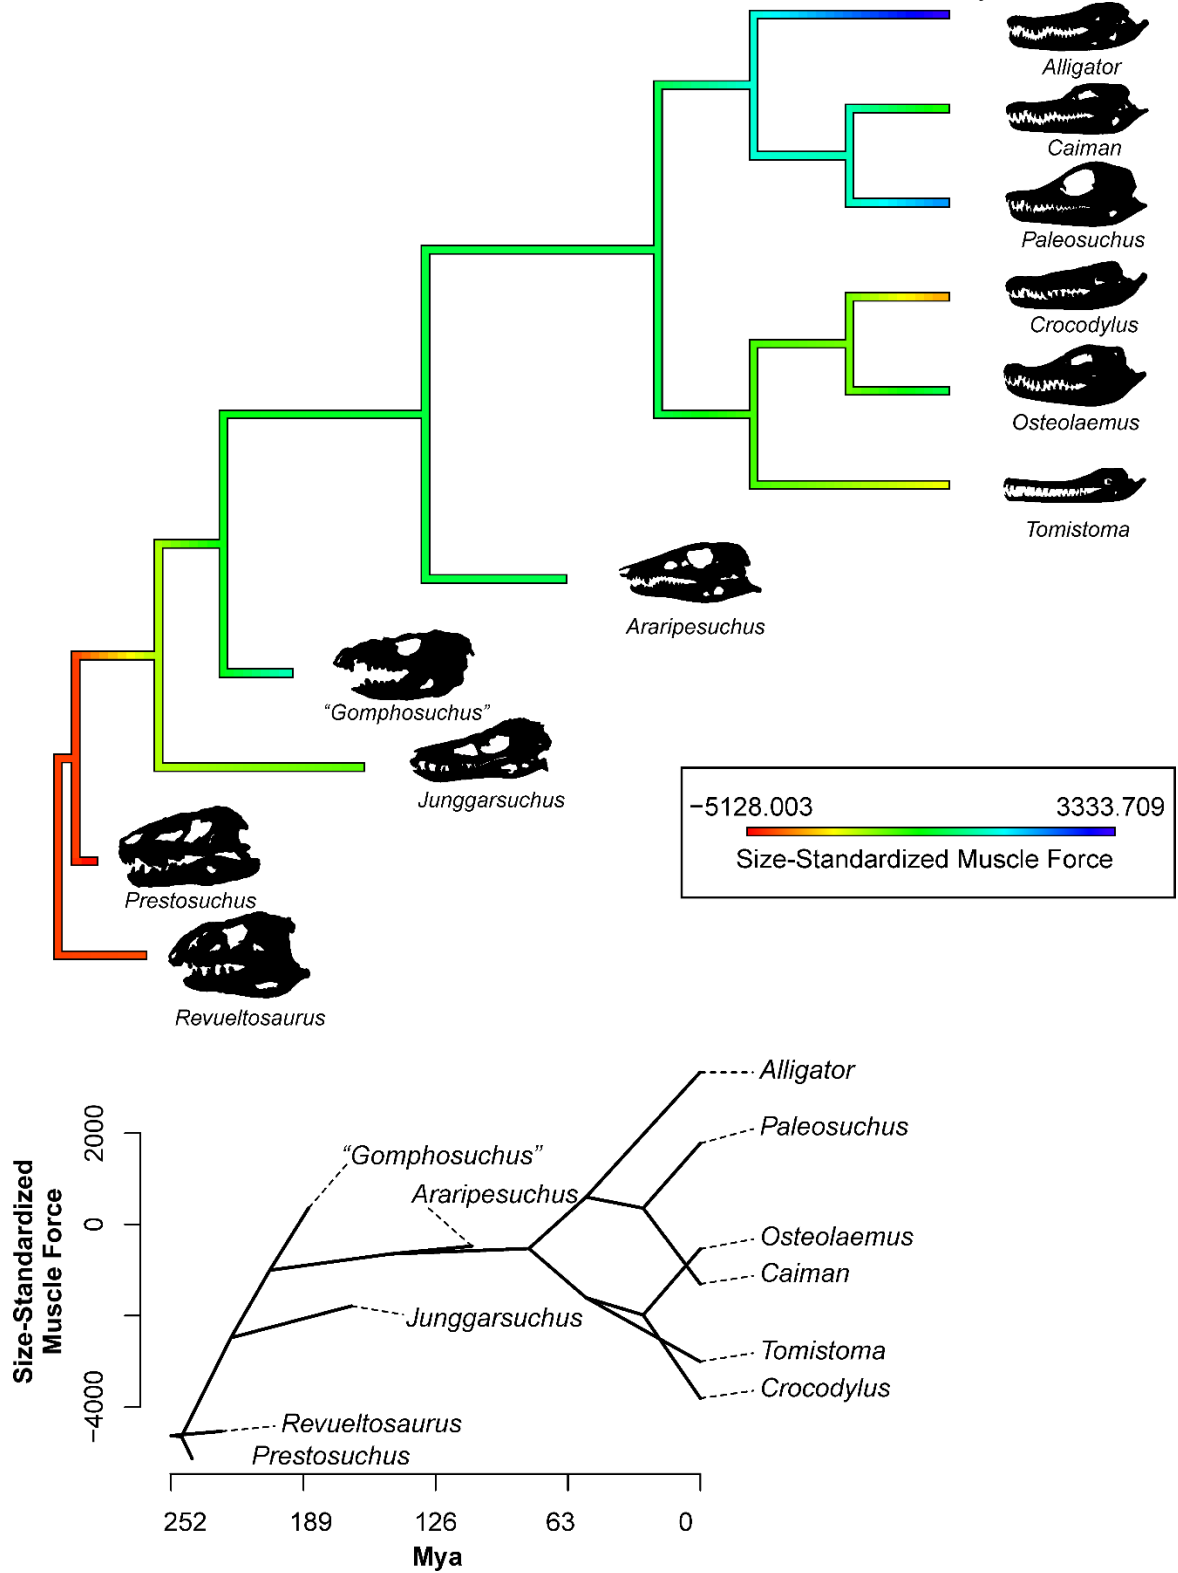 Alligator
Caiman
Paleosuchus
Crocodylus
Osteolaemus
Tomistoma
Araripesuchus
“Gomphosuchus”
Junggarsuchus
−5128.003 3333.709
Size-Standardized Muscle Force
Prestosuchus
Revueltosaurus
Alligator
Paleosuchus
“Gomphosuchus”
Araripesuchus
Osteolaemus
Caiman
Junggarsuchus
Tomistoma
Crocodylus
Revueltosaurus
Prestosuchus
Size-Standardized
Muscle Force
2000
0
−4000
252 189 126 63 0
Mya